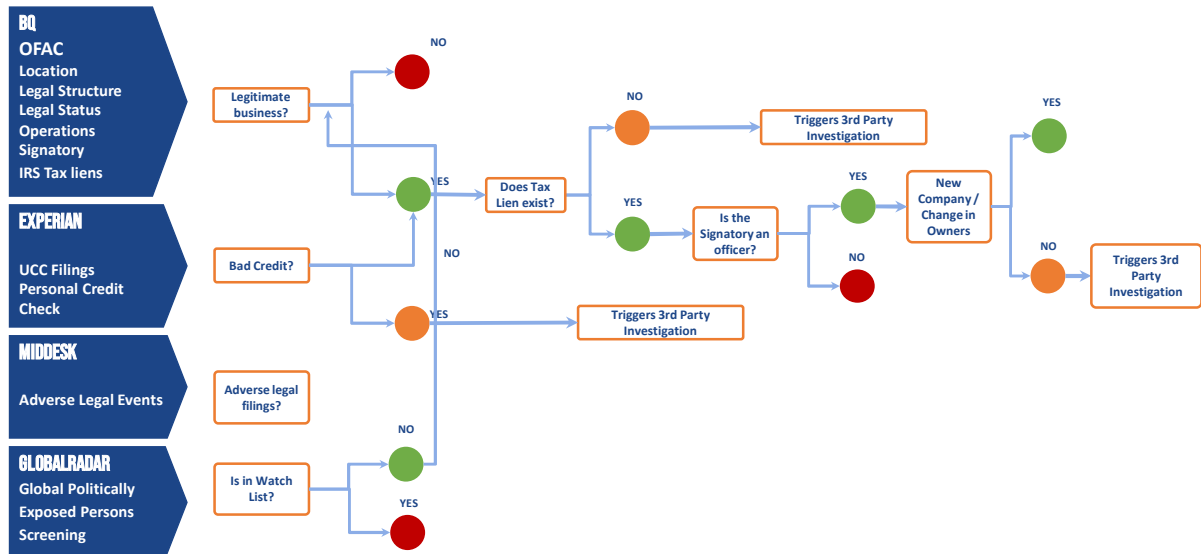 BQ
OFAC
Location
Legal Structure
Legal Status
Operations
Signatory
IRS Tax liens
Legitimate
business?
NO
YES
Does Tax
Lien exist?
NO
Triggers 3rd Party
Investigation
YES
Is the
Signatory an
officer?
YES
NO
New
Company /
Change in
Owners
YES
NO
Triggers 3rd
Party
Investigation
EXPERIAN
UCC Filings
Personal Credit
Check
Bad Credit?
NO
YES
Triggers 3rd Party
Investigation
MIDDESK
Adverse Legal Events
Adverse legal
filings?
GLOBALRADAR
Global Politically
Exposed Persons
Screening
Is in Watch
List?
NO
YES